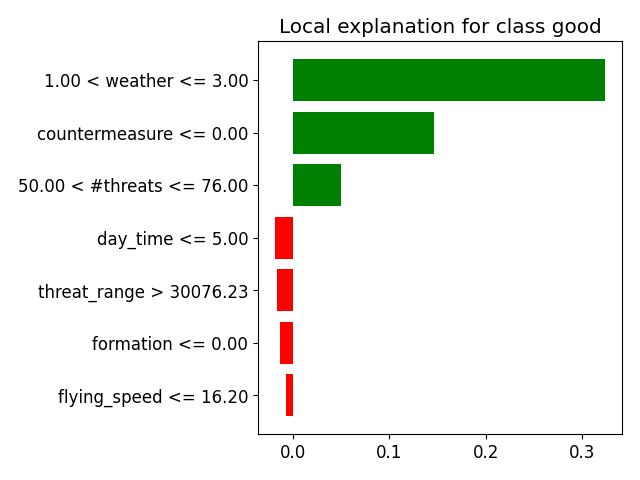 Local explanation for class good
1.00 < weather <= 3.00
countermeasure <= 0.00
50.00 < #threats <= 76.00
day_time <= 5.00
threat_range > 30076.23
formation <= 0.00
flying_speed <= 16.20
0.0 0.1 0.2 0.3